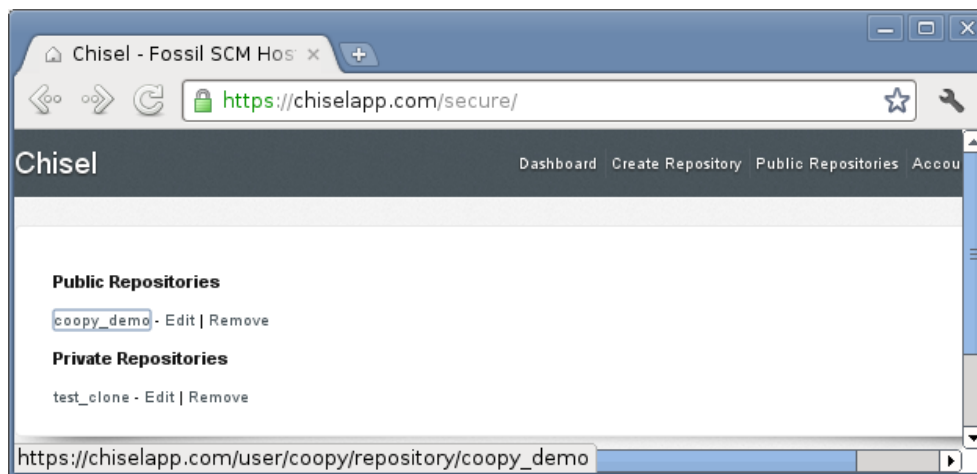 Chisel - Fossil SCM Hos
https://chiselapp.com/secure/
Chisel
Dashboard Create Repository Public Repositories Accou
Public Repositories
coopy_demo - Edit | Remove
Private Repositories
test_clone - Edit | Remove
https://chiselapp.com/user/coopy/repository/coopy_demo